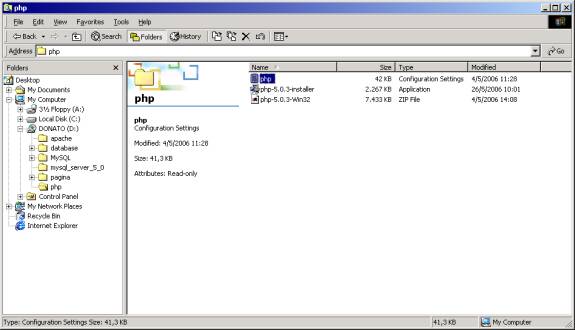 php
File Edit View Favorites Tools Help
Back Search Folders History
Address php Go
Folders
Desktop
My Documents
My Computer
3½ Floppy (A:)
Local Disk (C:)
DONATO (D:)
apache
database
MySQL
mysql_server_5_0
pagina
php
Control Panel
My Network Places
Recycle Bin
Internet Explorer
php
php
Configuration Settings
Modified: 4/5/2006 11:28
Size: 41,3 KB
Attributes: Read-only
Name Size Type Modified
php 42 KB Configuration Settings 4/5/2006 11:28
php-5.0.3-installer 2.267 KB Application 26/5/2006 10:01
php-5.0.3-Win32 7.433 KB ZIP File 4/5/2006 14:08
Type: Configuration Settings Size: 41,3 KB 41,3 KB My Computer